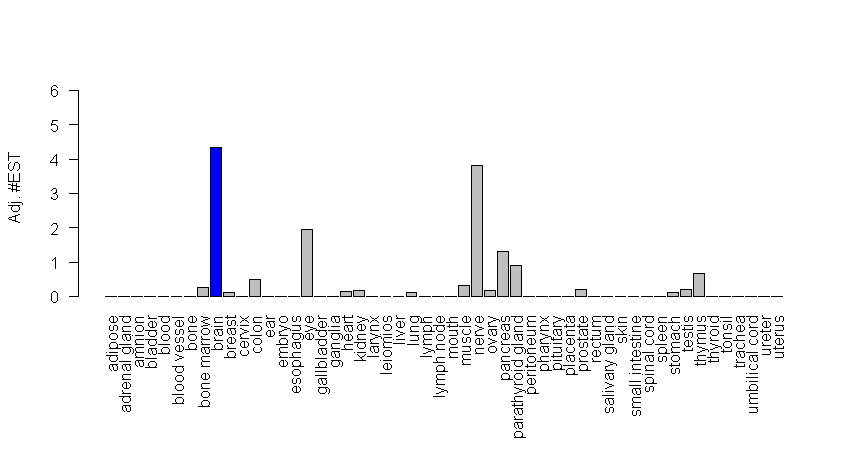 6
5
4
3
2
1
0
Adj. #EST
adipose
adrenal gland
amnion
bladder
blood
blood vessel
bone
bone marrow
brain
breast
cervix
colon
ear
embryo
esophagus
eye
gallbladder
ganglia
heart
kidney
larynx
leiomios
liver
lung
lymph
lymph node
mouth
muscle
nerve
ovary
pancreas
parathyroid gland
peritoneum
pharynx
pituitary
placenta
prostate
rectum
salivary gland
skin
small intestine
spinal cord
spleen
stomach
testis
thymus
thyroid
tonsil
trachea
umbilical cord
ureter
uterus